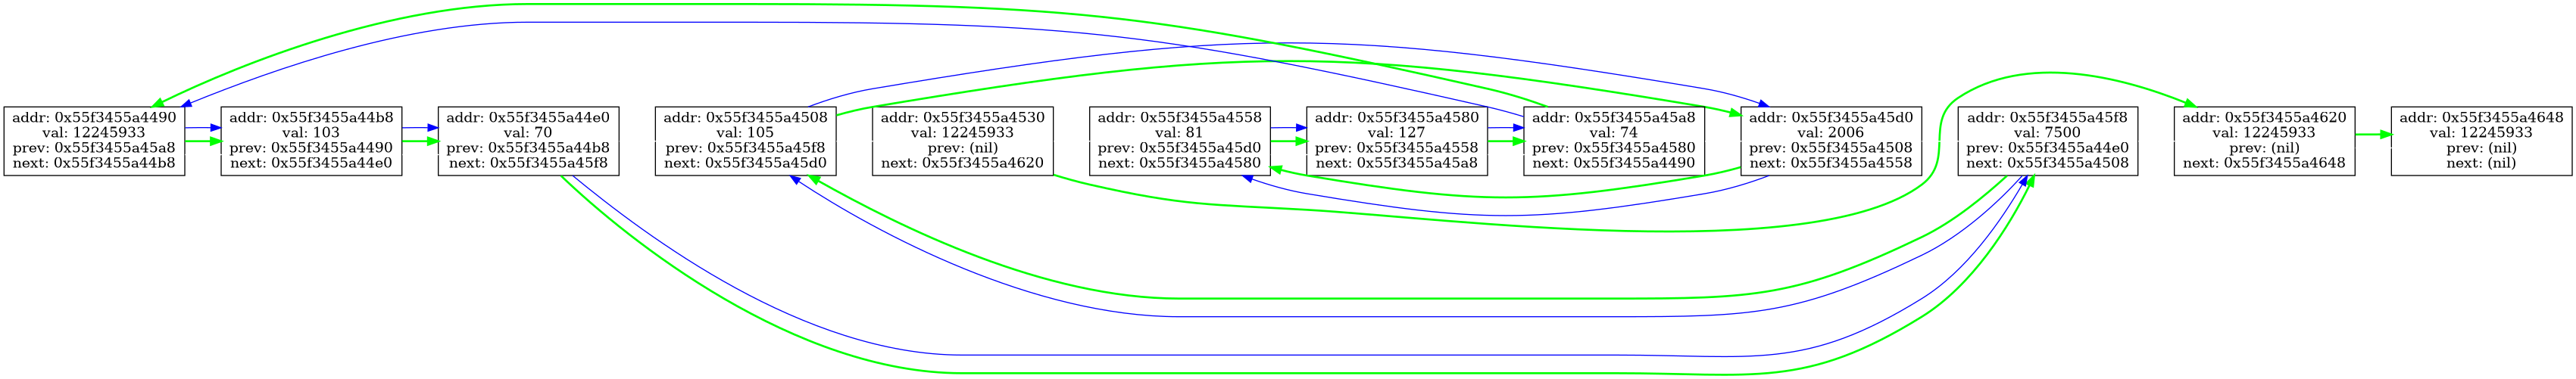 addr: 0x55f3455a4490
val: 12245933
prev: 0x55f3455a45a8
next: 0x55f3455a44b8
addr: 0x55f3455a44b8
val: 103
prev: 0x55f3455a4490
next: 0x55f3455a44e0
addr: 0x55f3455a44e0
val: 70
prev: 0x55f3455a44b8
next: 0x55f3455a45f8
addr: 0x55f3455a4508
val: 105
prev: 0x55f3455a45f8
next: 0x55f3455a45d0
addr: 0x55f3455a4530
val: 12245933
prev: (nil)
next: 0x55f3455a4620
addr: 0x55f3455a4558
val: 81
prev: 0x55f3455a45d0
next: 0x55f3455a4580
addr: 0x55f3455a4580
val: 127
prev: 0x55f3455a4558
next: 0x55f3455a45a8
addr: 0x55f3455a45a8
val: 74
prev: 0x55f3455a4580
next: 0x55f3455a4490
addr: 0x55f3455a45d0
val: 2006
prev: 0x55f3455a4508
next: 0x55f3455a4558
addr: 0x55f3455a45f8
val: 7500
prev: 0x55f3455a44e0
next: 0x55f3455a4508
addr: 0x55f3455a4620
val: 12245933
prev: (nil)
next: 0x55f3455a4648
addr: 0x55f3455a4648
val: 12245933
prev: (nil)
next: (nil)